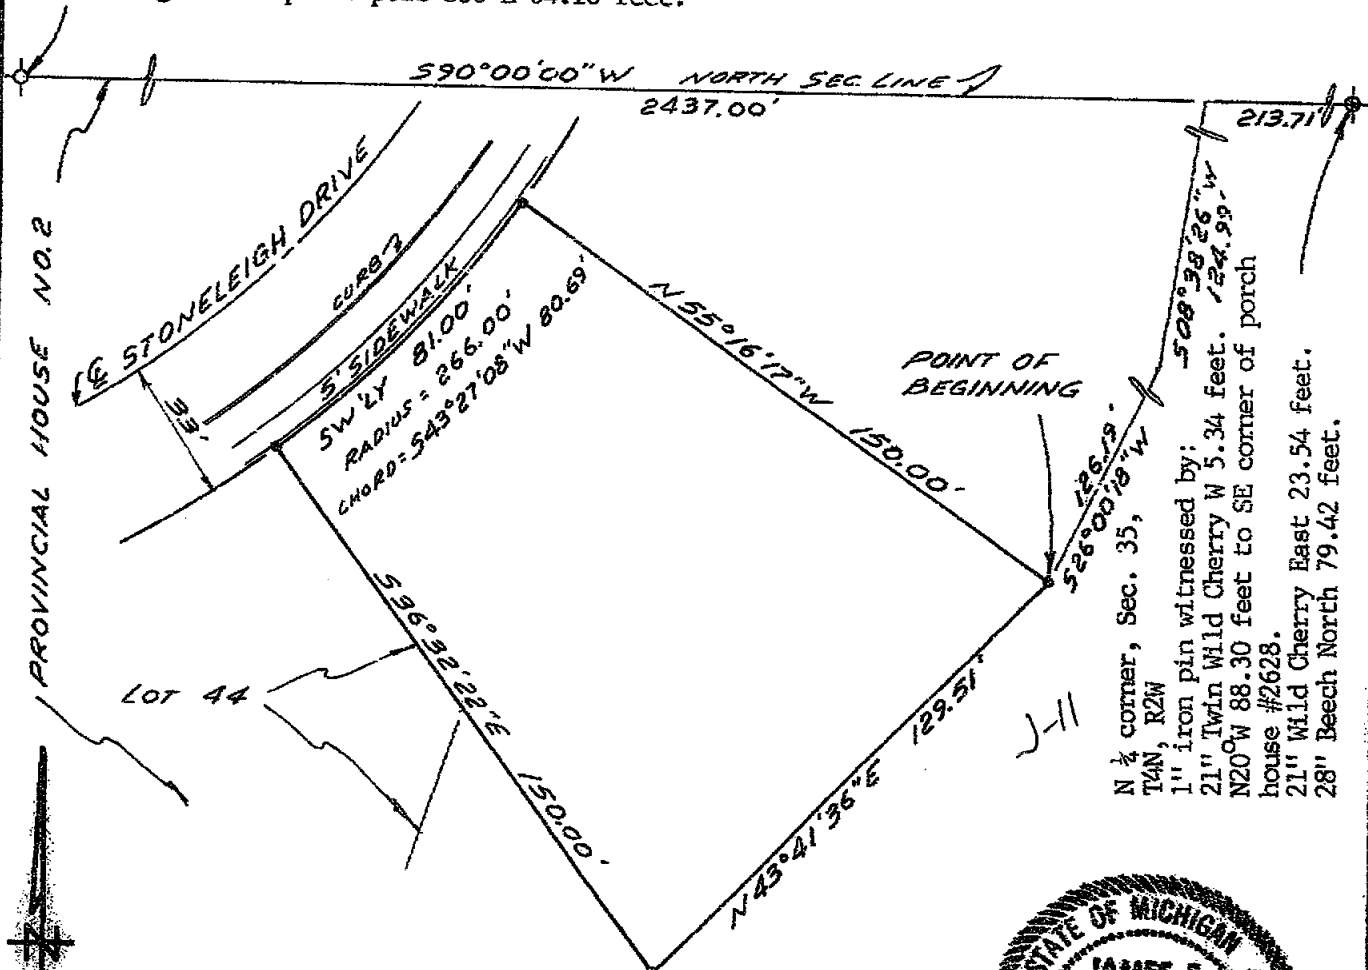 S90°00'00"W NORTH SEC. LINE
2437.00'
213.71'
S08°38'26"W
124.99'
126.19'
S26°00'18"W
PROVINCIAL HOUSE NO.2
℄ STONELEIGH DRIVE
CURB
5' SIDEWALK
33'
SW'LY 81.00'
RADIUS = 266.00'
CHORD= S43°27'08"W 80.69'
N 55°16'17"W 150.00'
POINT OF
BEGINNING
S36°32'22"E 150.00'
LOT 44
N43°41'36"E 129.51'
J-11
N ¼ corner, Sec. 35,
T4N, R2W
1" iron pin witnessed by:
21" Twin Wild Cherry W 5.34 feet.
N20°W 88.30 feet to SE corner of porch
house #2628.
21" Wild Cherry East 23.54 feet.
28" Beech North 79.42 feet.
N
STATE OF MICHIGAN